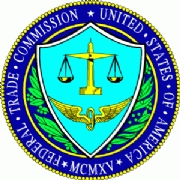 FEDERAL TRADE COMMISSION UNITED STATES OF AMERICA
MCMXV